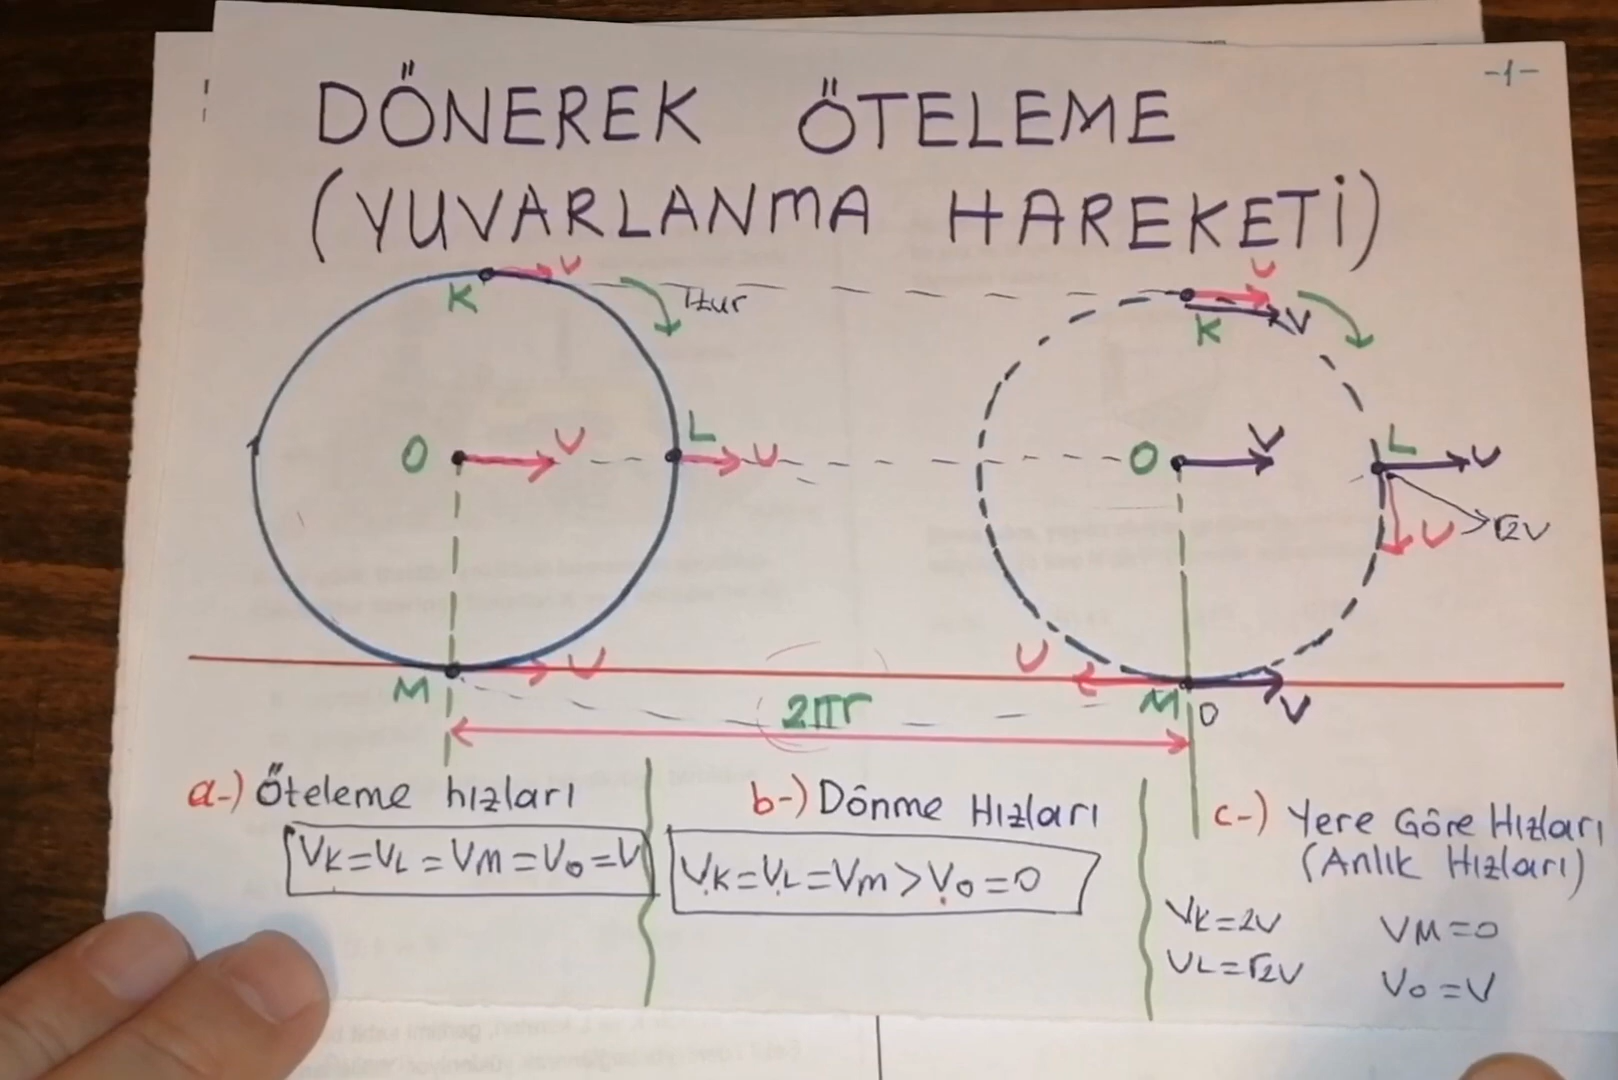 -1-
DÖNEREK ÖTELEME
(YUVARLANMA HAREKETİ)
K V 1tur V
K V
O V L V O V L V
V √2V
M V V M O V
2πr
a-) Öteleme hızları
VK=VL=VM=VO=V
b-) Dönme Hızları
VK=VL=VM>VO=0
c-) Yere Göre Hızları
(Anlık Hızları)
VK=2V VM=0
VL=√2V VO=V